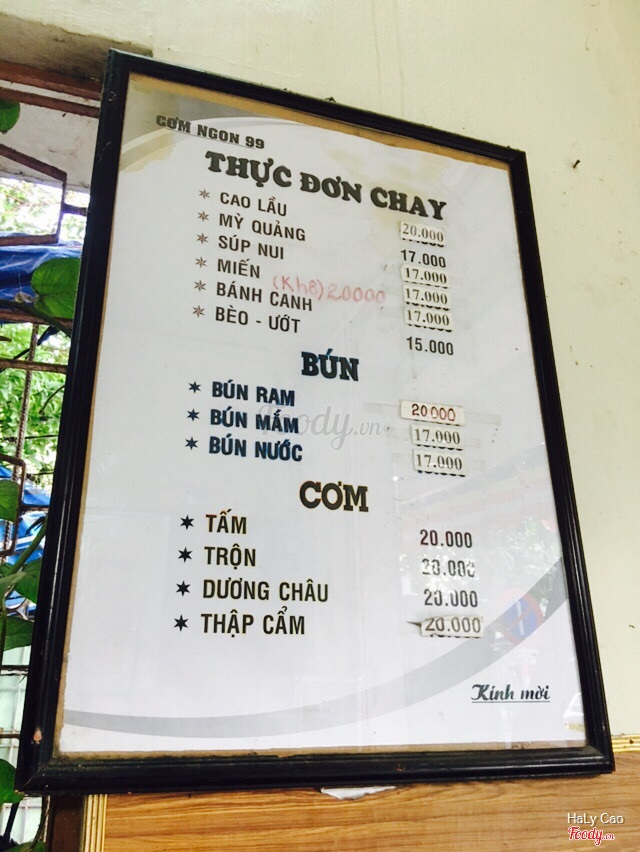 CƠM NGON 99
THỰC ĐƠN CHAY
✶ CAO LẦU 20.000
✶ MỲ QUẢNG 17.000
✶ SÚP NUI 17.000
✶ MIẾN (Khô) 20000 17.000
✶ BÁNH CANH 17.000
✶ BÈO - ƯỚT 15.000
BÚN
✶ BÚN RAM 20 000
✶ BÚN MẮM 17.000
✶ BÚN NƯỚC 17.000
CƠM
✶ TẤM 20.000
✶ TRỘN 20.000
✶ DƯƠNG CHÂU 20.000
✶ THẬP CẨM 20.000
Kính mời
Foody.vn
HaLy Cao
Foody.vn